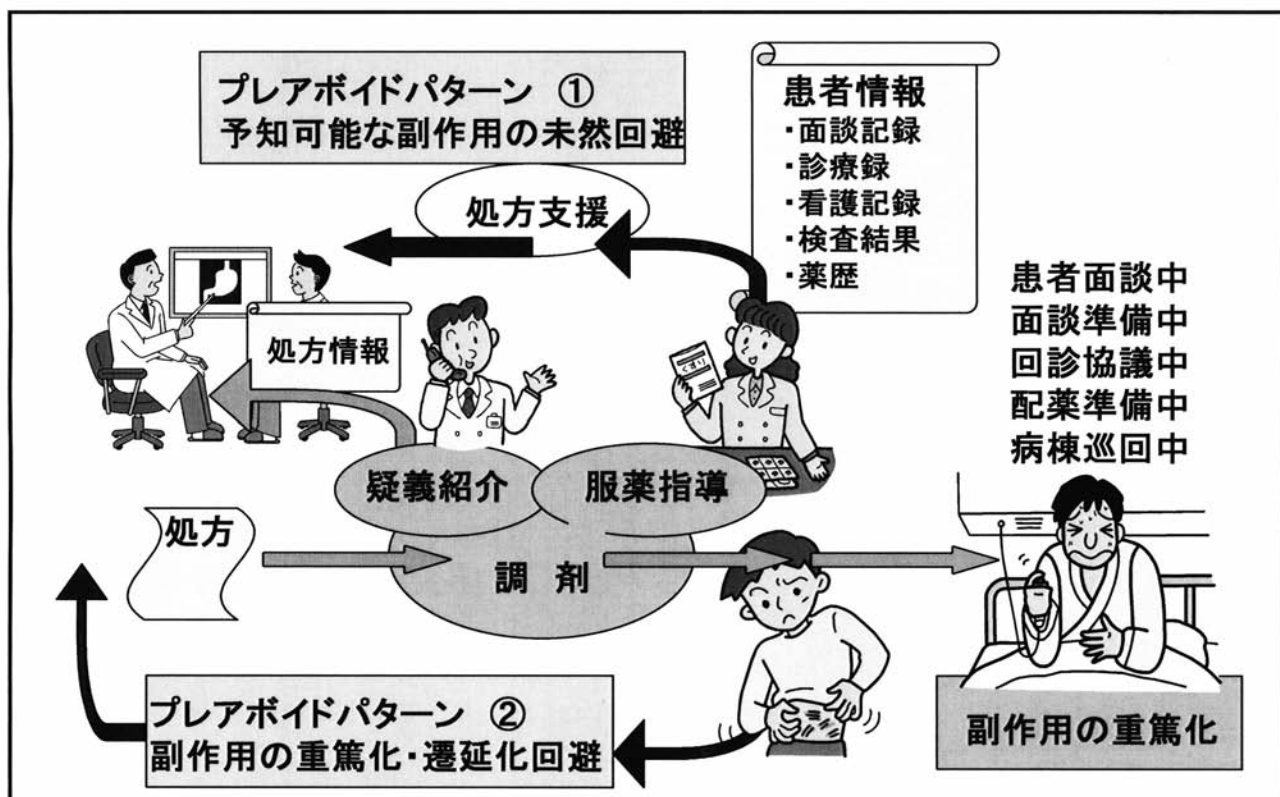 プレアボイドパターン ①
予知可能な副作用の未然回避
患者情報
・面談記録
・診療録
・看護記録
・検査結果
・薬歴
処方支援
処方情報
くすり
患者面談中
面談準備中
回診協議中
配薬準備中
病棟巡回中
疑義紹介
服薬指導
処方
調 剤
プレアボイドパターン ②
副作用の重篤化・遷延化回避
副作用の重篤化